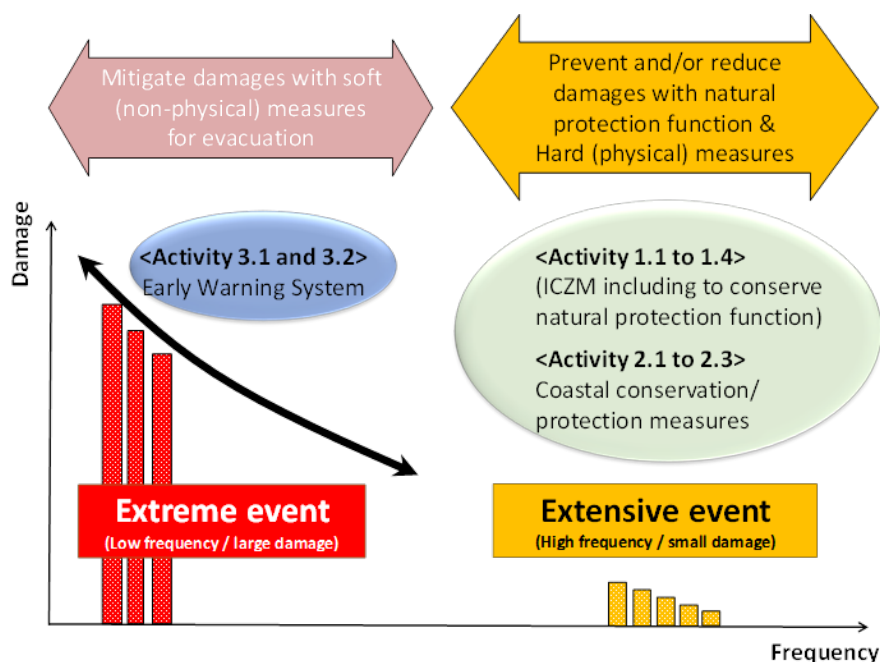 Mitigate damages with soft
(non-physical) measures
for evacuation
Prevent and/or reduce
damages with natural
protection function &
Hard (physical) measures
Damage
<Activity 3.1 and 3.2>
Early Warning System
<Activity 1.1 to 1.4>
(ICZM including to conserve
natural protection function)
<Activity 2.1 to 2.3>
Coastal conservation/
protection measures
Extreme event
(Low frequency / large damage)
Extensive event
(High frequency / small damage)
Frequency